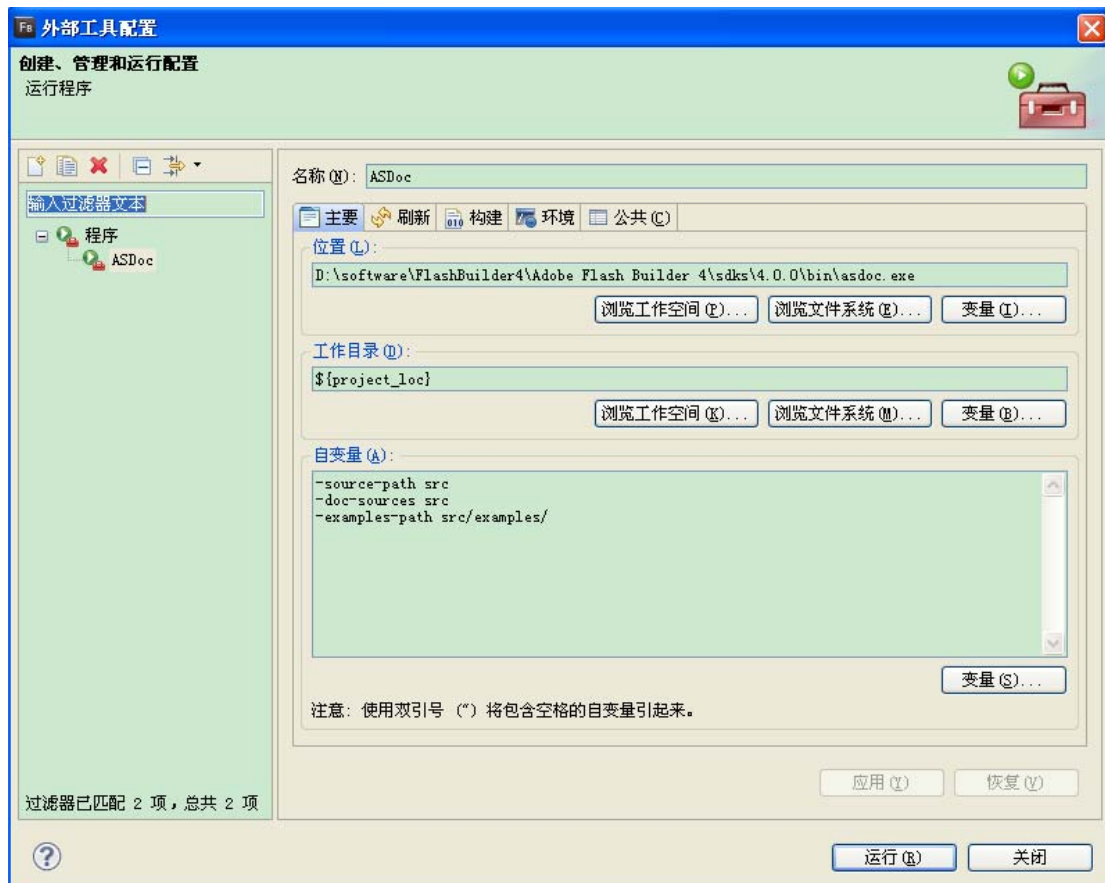 Fb 外部工具配置
创建、管理和运行配置
运行程序
输入过滤器文本
程序
ASDoc
过滤器已匹配 2 项，总共 2 项
名称(N): ASDoc
主要 刷新 构建 环境 公共(C)
位置(L):
D:\software\FlashBuilder4\Adobe Flash Builder 4\sdks\4.0.0\bin\asdoc.exe
浏览工作空间(P)... 浏览文件系统(E)... 变量(I)...
工作目录(D):
${project_loc}
浏览工作空间(K)... 浏览文件系统(M)... 变量(B)...
自变量(A):
-source-path src
-doc-sources src
-examples-path src/examples/
变量(S)...
注意: 使用双引号 (") 将包含空格的自变量引起来。
应用(Y) 恢复(V)
运行(R) 关闭